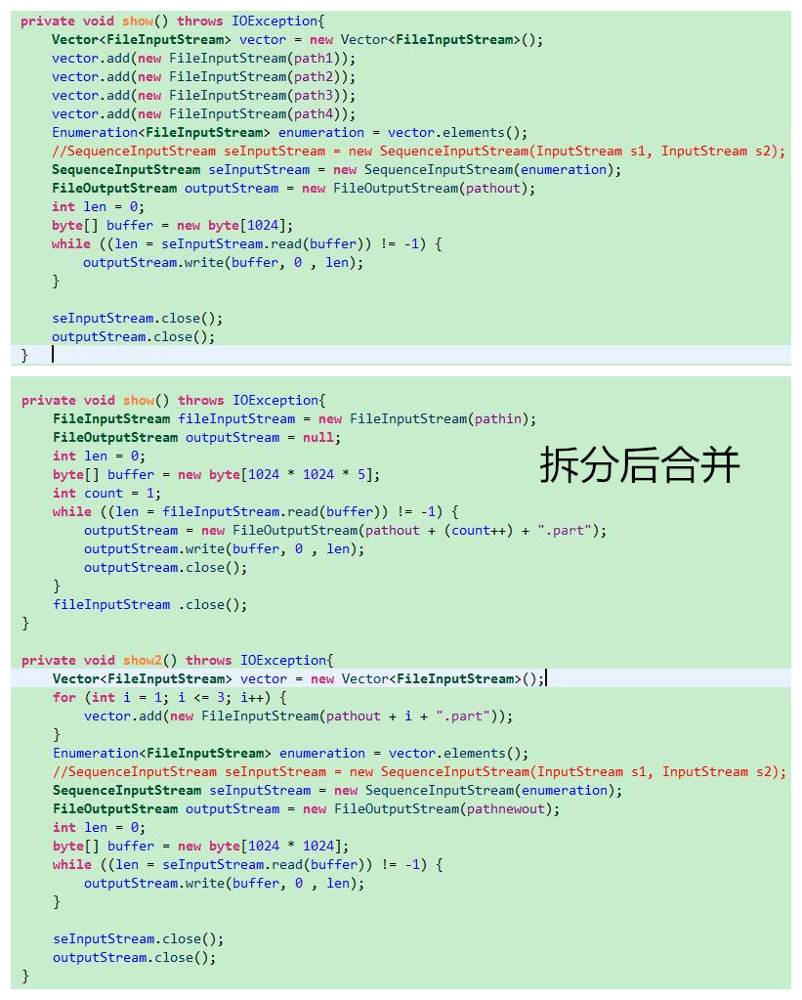 private void show() throws IOException{
    Vector<FileInputStream> vector = new Vector<FileInputStream>();
    vector.add(new FileInputStream(path1));
    vector.add(new FileInputStream(path2));
    vector.add(new FileInputStream(path3));
    vector.add(new FileInputStream(path4));
    Enumeration<FileInputStream> enumeration = vector.elements();
    //SequenceInputStream seInputStream = new SequenceInputStream(InputStream s1, InputStream s2);
    SequenceInputStream seInputStream = new SequenceInputStream(enumeration);
    FileOutputStream outputStream = new FileOutputStream(pathout);
    int len = 0;
    byte[] buffer = new byte[1024];
    while ((len = seInputStream.read(buffer)) != -1) {
        outputStream.write(buffer, 0 , len);
    }
    seInputStream.close();
    outputStream.close();
}
private void show() throws IOException{
    FileInputStream fileInputStream = new FileInputStream(pathin);
    FileOutputStream outputStream = null;
    int len = 0;
    byte[] buffer = new byte[1024 * 1024 * 5];
拆分后合并
    int count = 1;
    while ((len = fileInputStream.read(buffer)) != -1) {
        outputStream = new FileOutputStream(pathout + (count++) + ".part");
        outputStream.write(buffer, 0 , len);
        outputStream.close();
    }
    fileInputStream .close();
}
private void show2() throws IOException{
    Vector<FileInputStream> vector = new Vector<FileInputStream>();
    for (int i = 1; i <= 3; i++) {
        vector.add(new FileInputStream(pathout + i + ".part"));
    }
    Enumeration<FileInputStream> enumeration = vector.elements();
    //SequenceInputStream seInputStream = new SequenceInputStream(InputStream s1, InputStream s2);
    SequenceInputStream seInputStream = new SequenceInputStream(enumeration);
    FileOutputStream outputStream = new FileOutputStream(pathnewout);
    int len = 0;
    byte[] buffer = new byte[1024 * 1024];
    while ((len = seInputStream.read(buffer)) != -1) {
        outputStream.write(buffer, 0 , len);
    }
    seInputStream.close();
    outputStream.close();
}